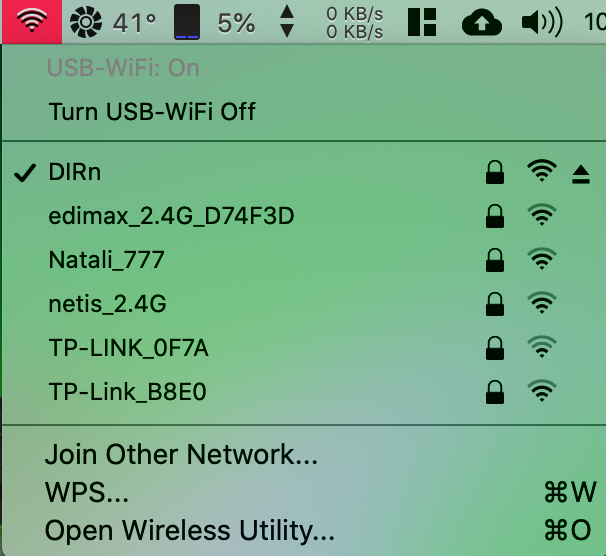 41° 5% 0 KB/s 10
0 KB/s
USB-WiFi: On
Turn USB-WiFi Off
DIRn
edimax_2.4G_D74F3D
Natali_777
netis_2.4G
TP-LINK_0F7A
TP-Link_B8E0
Join Other Network...
WPS... ⌘W
Open Wireless Utility... ⌘O